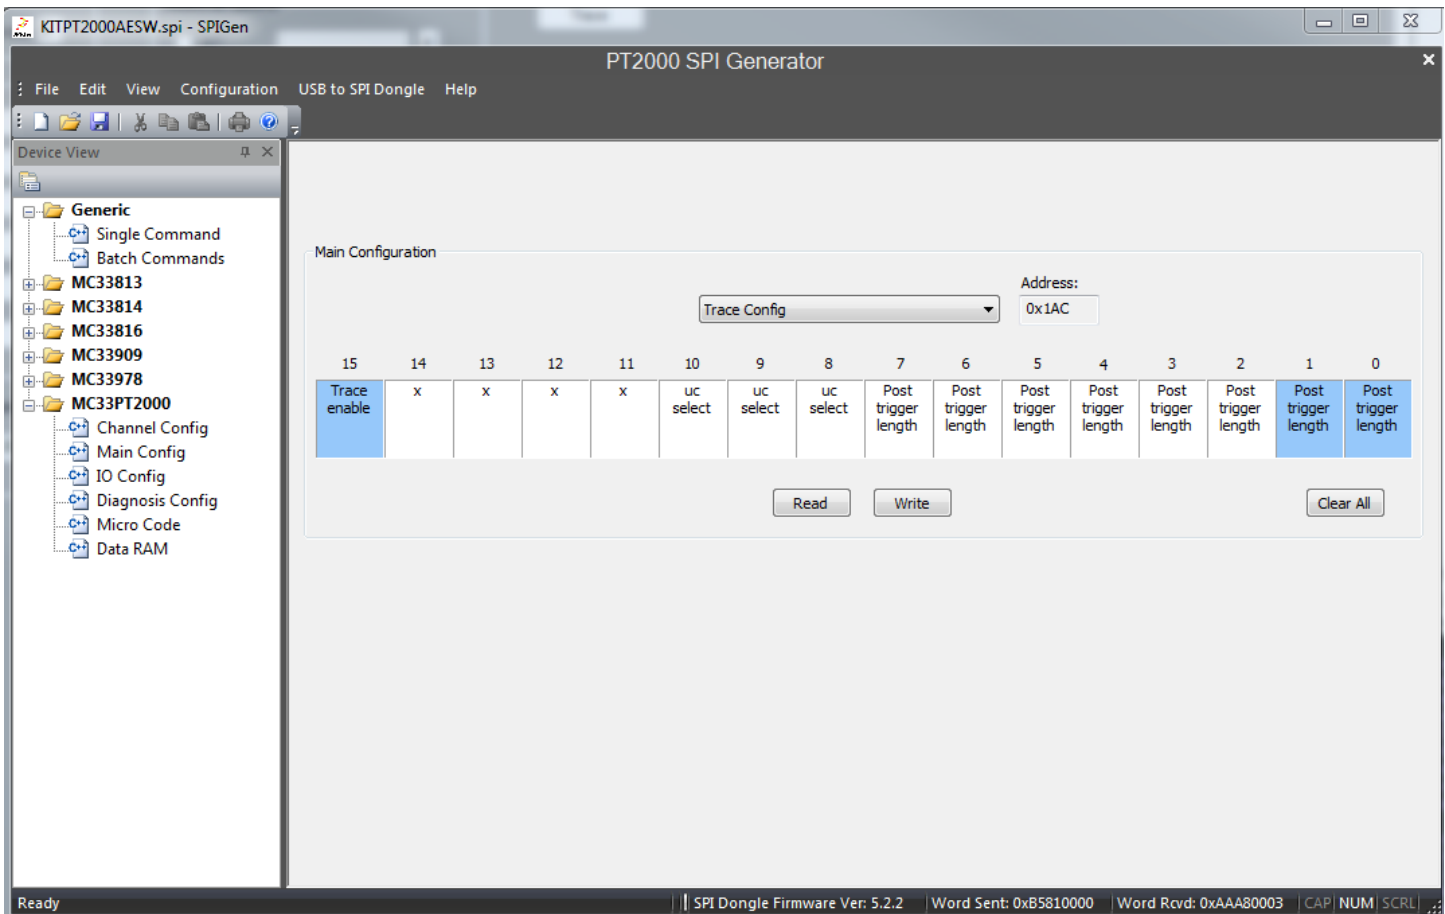 KITPT2000AESW.spi - SPIGen
PT2000 SPI Generator
File Edit View Configuration USB to SPI Dongle Help
Device View
Generic
Single Command
Batch Commands
MC33813
MC33814
MC33816
MC33909
MC33978
MC33PT2000
Channel Config
Main Config
IO Config
Diagnosis Config
Micro Code
Data RAM
Main Configuration
Address:
Trace Config 0x1AC
15 14 13 12 11 10 9 8 7 6 5 4 3 2 1 0
Trace x x x x uc uc uc Post Post Post Post Post Post Post Post
enable select select select trigger trigger trigger trigger trigger trigger trigger trigger
length length length length length length length length
Read Write Clear All
Ready SPI Dongle Firmware Ver: 5.2.2 Word Sent: 0xB5810000 Word Rcvd: 0xAAA80003 CAP NUM SCRL